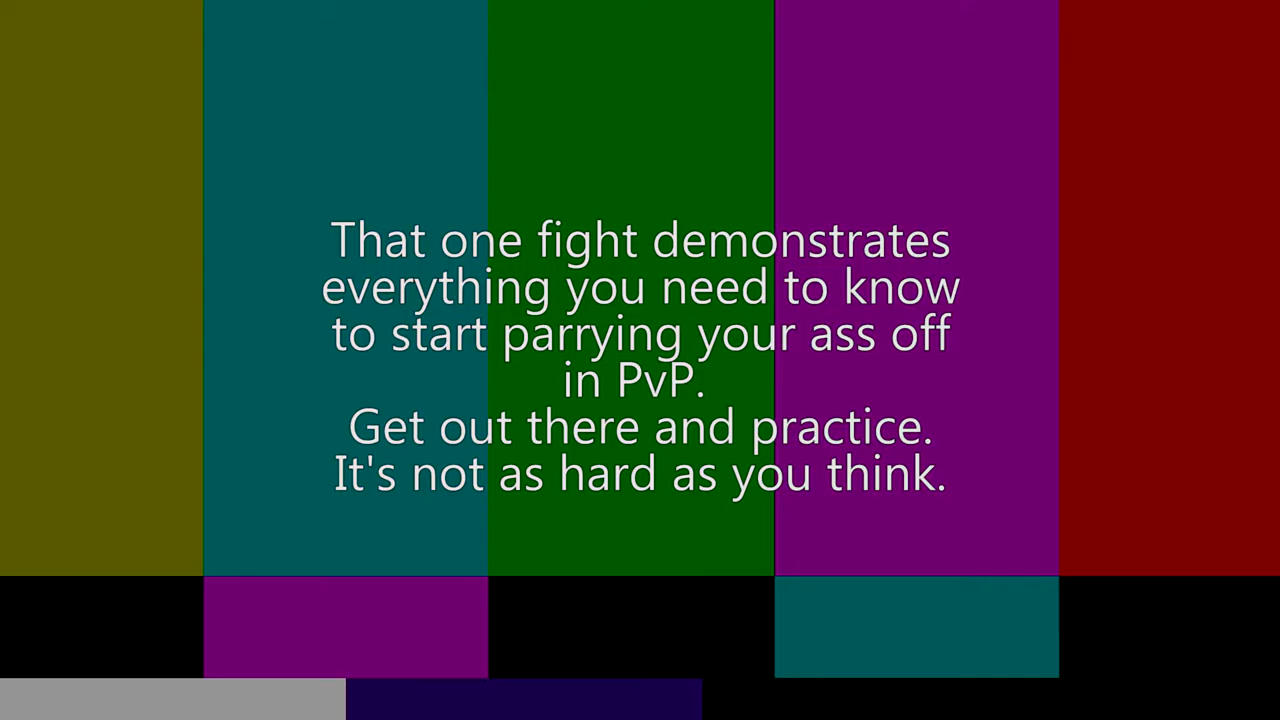 That one fight demonstrates
everything you need to know
to start parrying your ass off
in PvP.
Get out there and practice.
It's not as hard as you think.